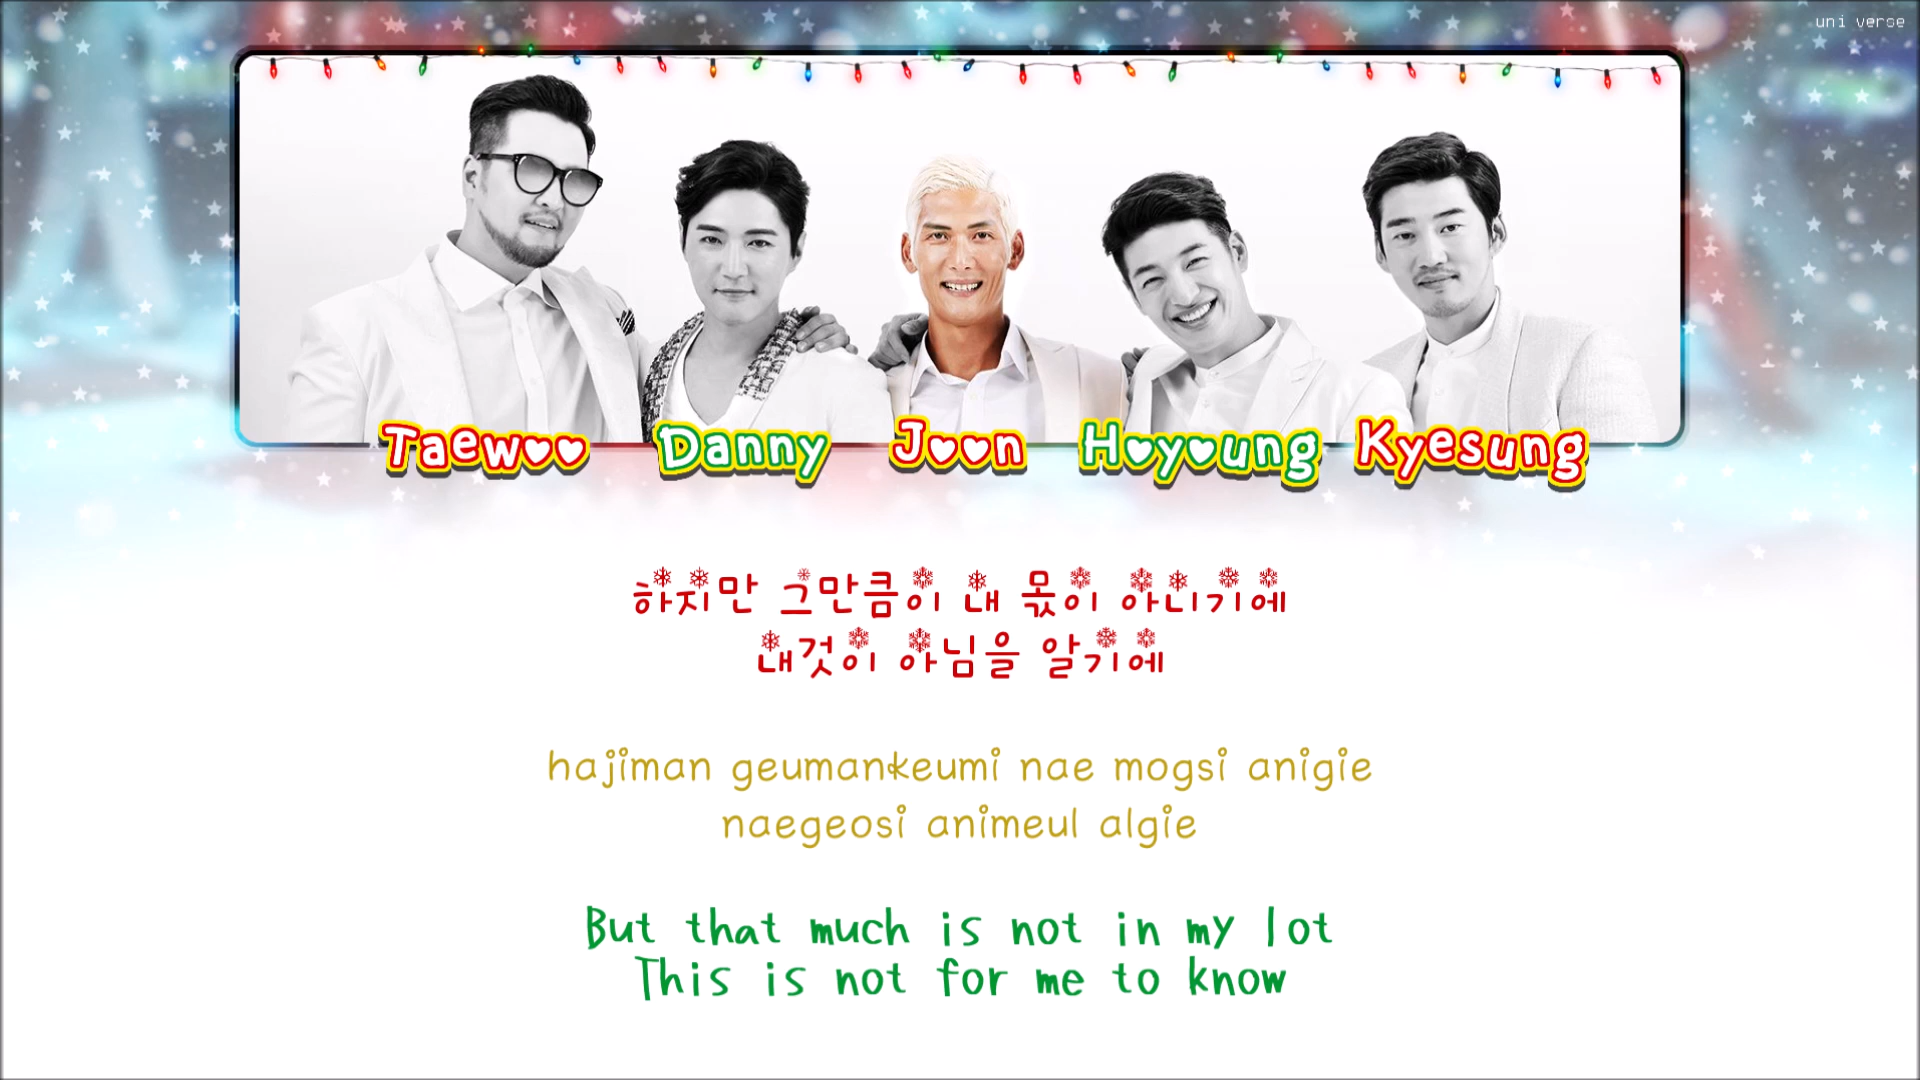 uni verse
Taewoo Danny Joon Hoyoung Kyesung
하지만 그만큼이 내 몫이 아니기에
내것이 아님을 알기에
hajiman geumankeumi nae mogsi anigie
naegeosi animeul algie
But that much is not in my lot
This is not for me to know